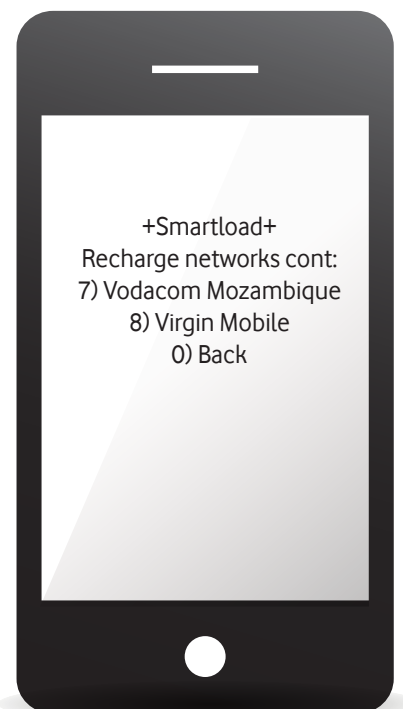 +Smartload+
Recharge networks cont:
7) Vodacom Mozambique
8) Virgin Mobile
0) Back